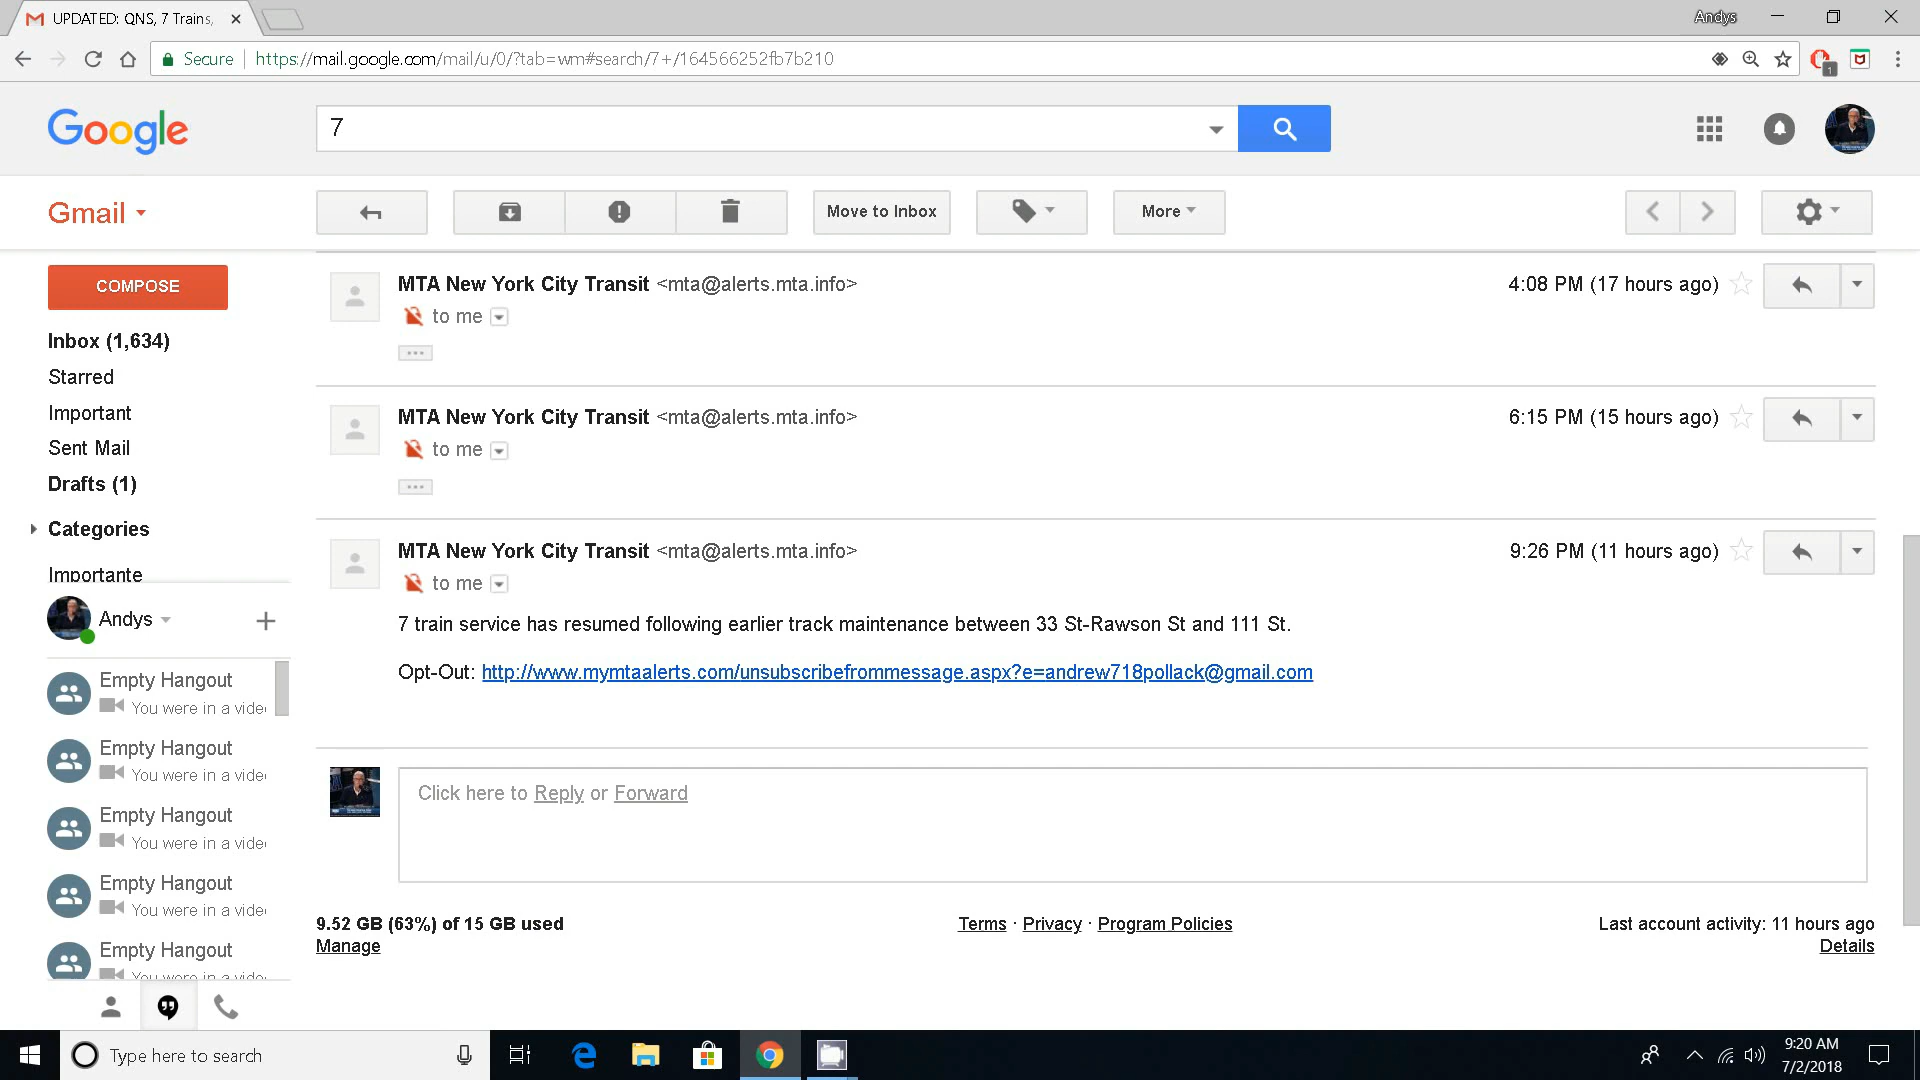 UPDATED: QNS, 7 Trains,
Andys
Secure
https://mail.google.com/mail/u/0/?tab=wm#search/7+/164566252fb7b210
1
Google
7
Gmail
Move to Inbox
More
COMPOSE
Inbox (1,634)
Starred
Important
Sent Mail
Drafts (1)
Categories
Importante
Andys
Empty Hangout
You were in a vide
Empty Hangout
You were in a vide
Empty Hangout
You were in a vide
Empty Hangout
You were in a vide
Empty Hangout
You were in a vide
MTA New York City Transit <mta@alerts.mta.info>
4:08 PM (17 hours ago)
to me
MTA New York City Transit <mta@alerts.mta.info>
6:15 PM (15 hours ago)
to me
MTA New York City Transit <mta@alerts.mta.info>
9:26 PM (11 hours ago)
to me
7 train service has resumed following earlier track maintenance between 33 St-Rawson St and 111 St.
Opt-Out: http://www.mymtaalerts.com/unsubscribefrommessage.aspx?e=andrew718pollack@gmail.com
Click here to Reply or Forward
9.52 GB (63%) of 15 GB used
Manage
Terms · Privacy · Program Policies
Last account activity: 11 hours ago
Details
Type here to search
9:20 AM
7/2/2018